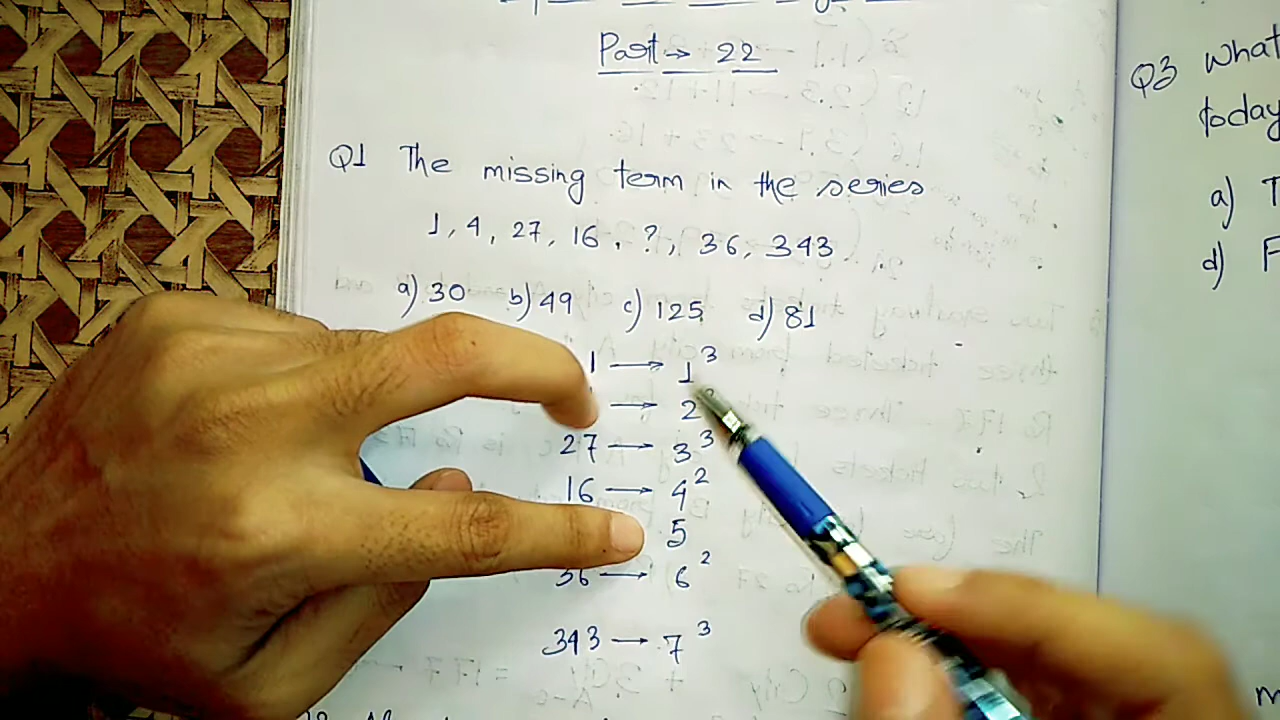 Part → 22
Q1 The missing term in the series
1, 4, 27, 16, ?, 36, 343
a) 30 b) 49 c) 125 d) 81
1 → 1³
→ 2
27 → 3³
16 → 4²
5
36 → 6²
343 → 7³
Q3 What
today
a)
d)